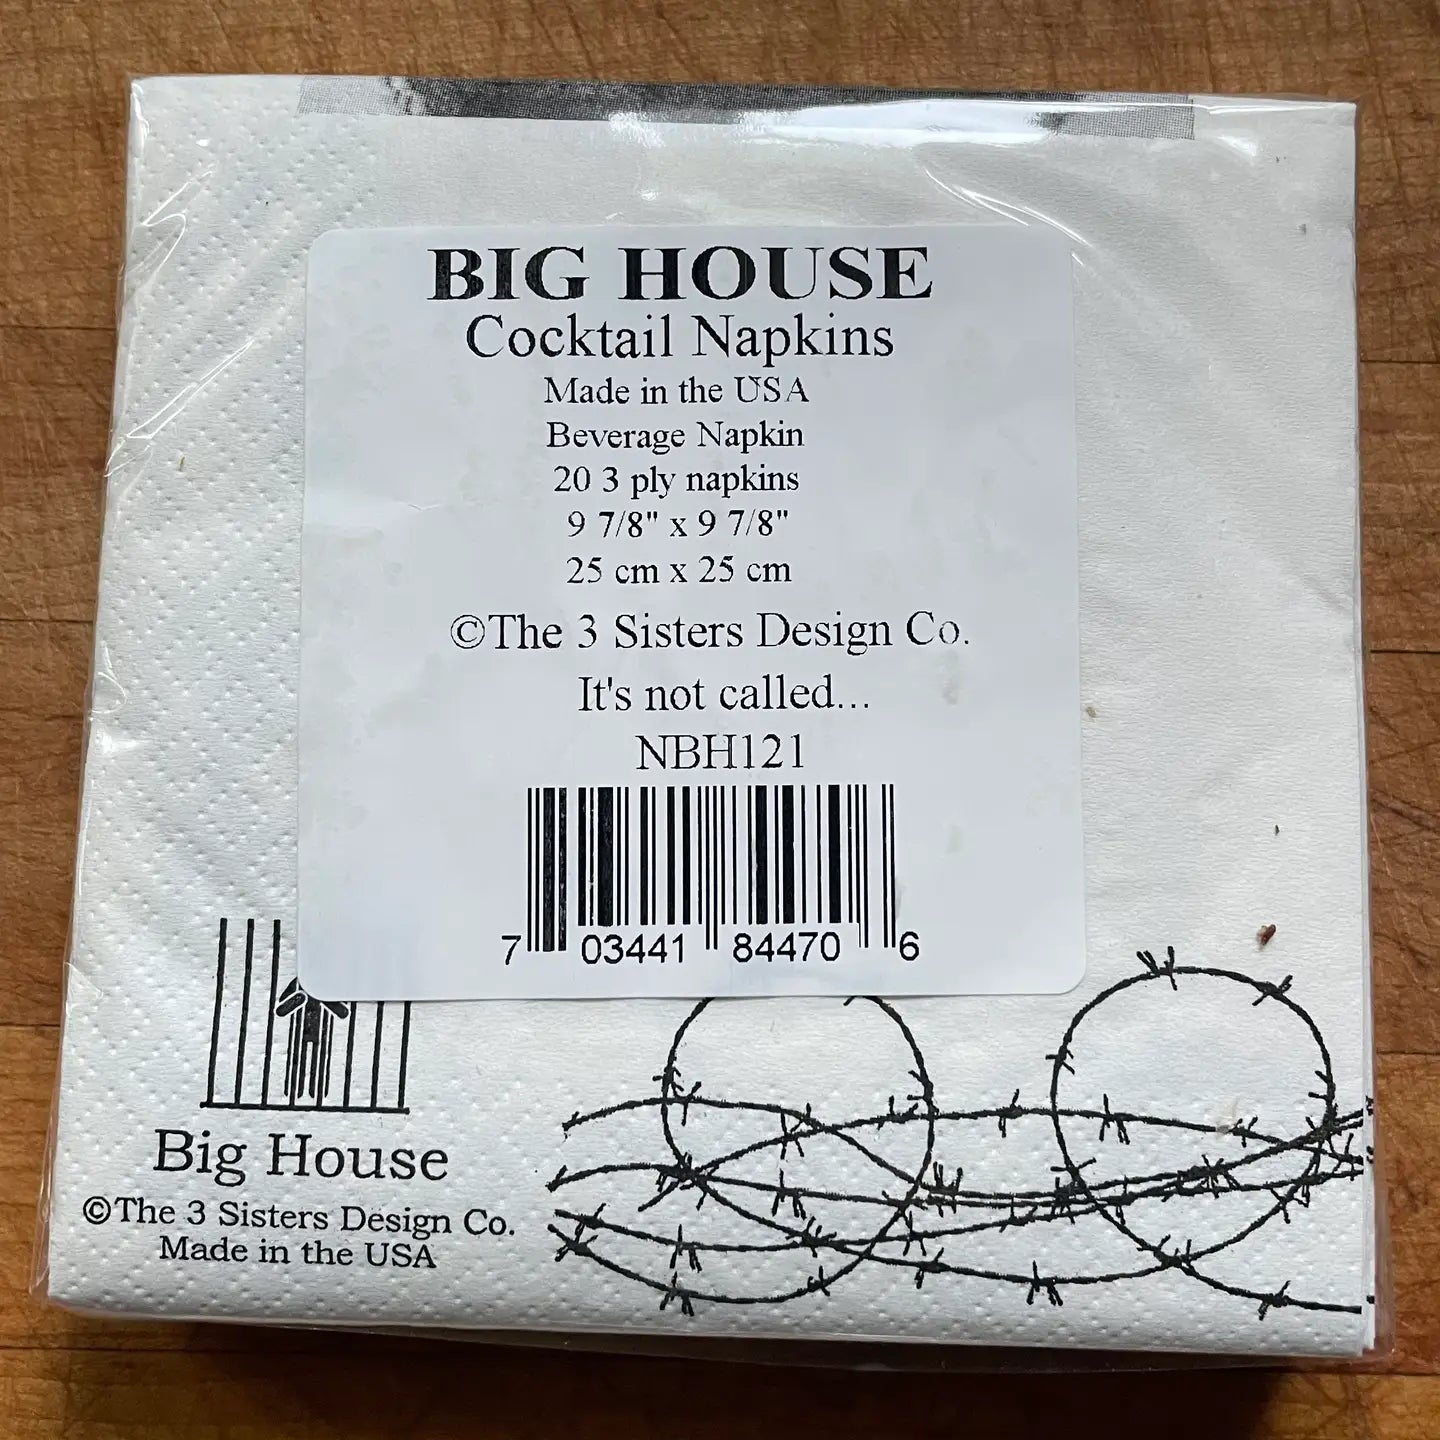 BIG HOUSE
Cocktail Napkins
Made in the USA
Beverage Napkin
20 3 ply napkins
9 7/8" x 9 7/8"
25 cm x 25 cm
©The 3 Sisters Design Co.
It's not called...
NBH121
7 03441 84470 6
Big House
©The 3 Sisters Design Co.
Made in the USA